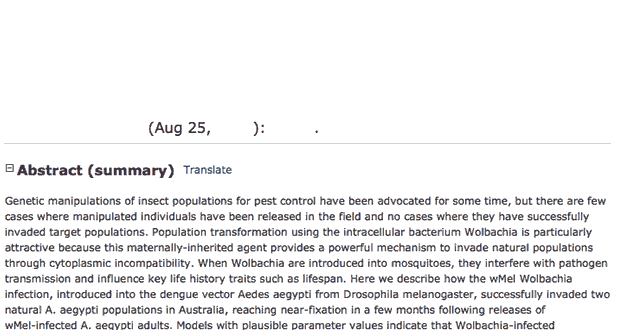 (Aug 25, ): .
Abstract (summary) Translate
Genetic manipulations of insect populations for pest control have been advocated for some time, but there are few
cases where manipulated individuals have been released in the field and no cases where they have successfully
invaded target populations. Population transformation using the intracellular bacterium Wolbachia is particularly
attractive because this maternally-inherited agent provides a powerful mechanism to invade natural populations
through cytoplasmic incompatibility. When Wolbachia are introduced into mosquitoes, they interfere with pathogen
transmission and influence key life history traits such as lifespan. Here we describe how the wMel Wolbachia
infection, introduced into the dengue vector Aedes aegypti from Drosophila melanogaster, successfully invaded two
natural A. aegypti populations in Australia, reaching near-fixation in a few months following releases of
wMel-infected A. aegypti adults. Models with plausible parameter values indicate that Wolbachia-infected